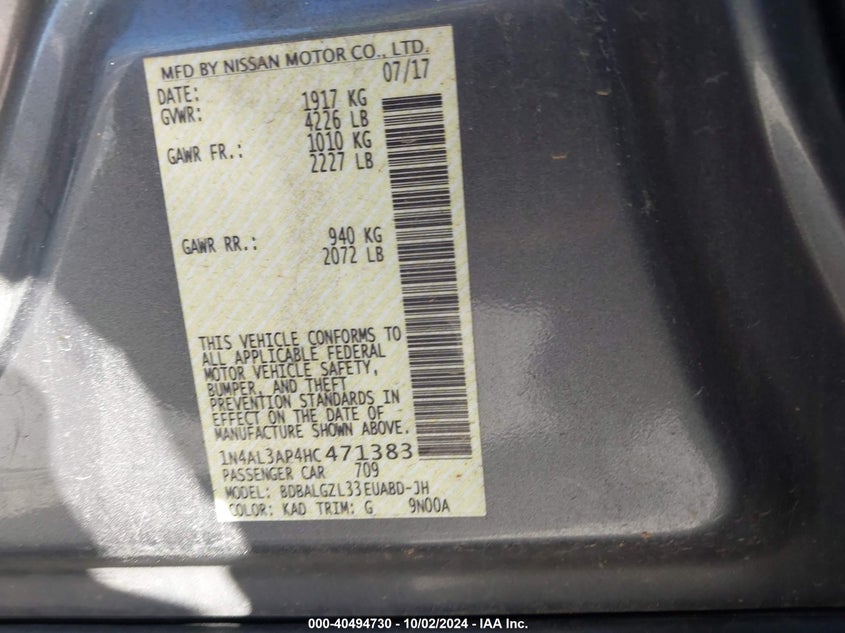 MFD BY NISSAN MOTOR CO., LTD.
DATE: 07/17
GVWR: 1917 KG
4226 LB
GAWR FR.: 1010 KG
2227 LB
GAWR RR.: 940 KG
2072 LB
THIS VEHICLE CONFORMS TO
ALL APPLICABLE FEDERAL
MOTOR VEHICLE SAFETY,
BUMPER, AND THEFT
PREVENTION STANDARDS IN
EFFECT ON THE DATE OF
MANUFACTURE SHOWN ABOVE.
1N4AL3AP4HC471383
PASSENGER CAR 709
MODEL: BDBALGZL33EUABD-JH
COLOR: KAD TRIM: G 9N00A
000-40494730 - 10/02/2024 - IAA Inc.